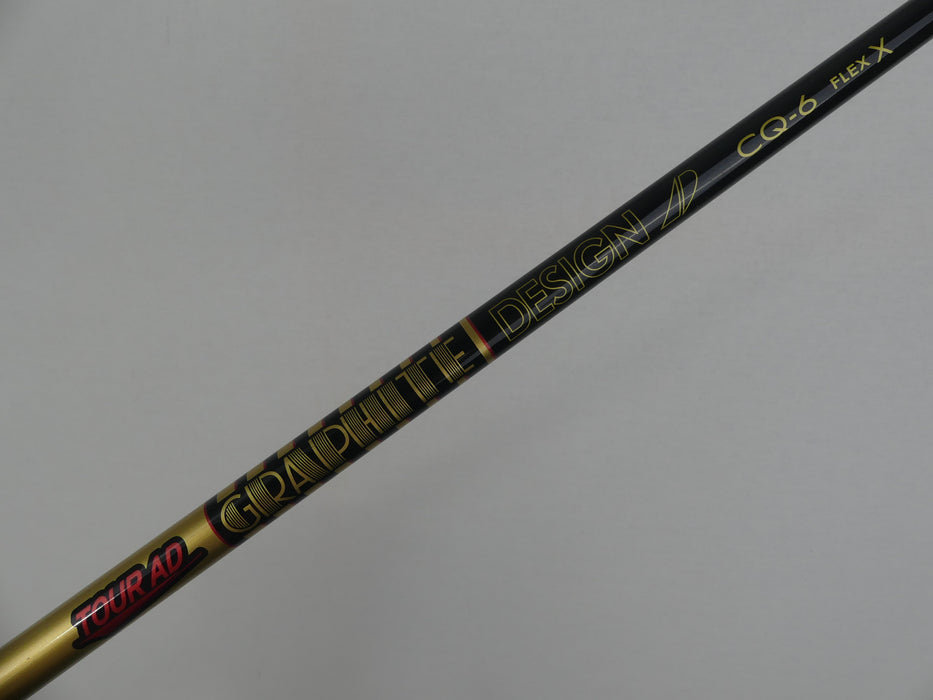 TOUR AD
GRAPHITE
DESIGN
CQ-6 FLEX X